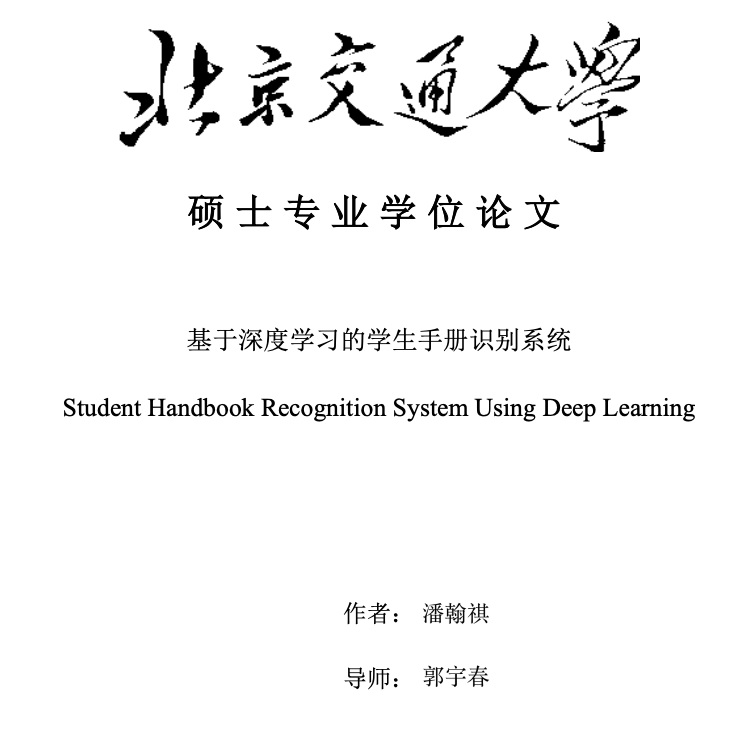 北京交通大學
硕士专业学位论文
基于深度学习的学生手册识别系统
Student Handbook Recognition System Using Deep Learning
作者： 潘翰祺
导师： 郭宇春